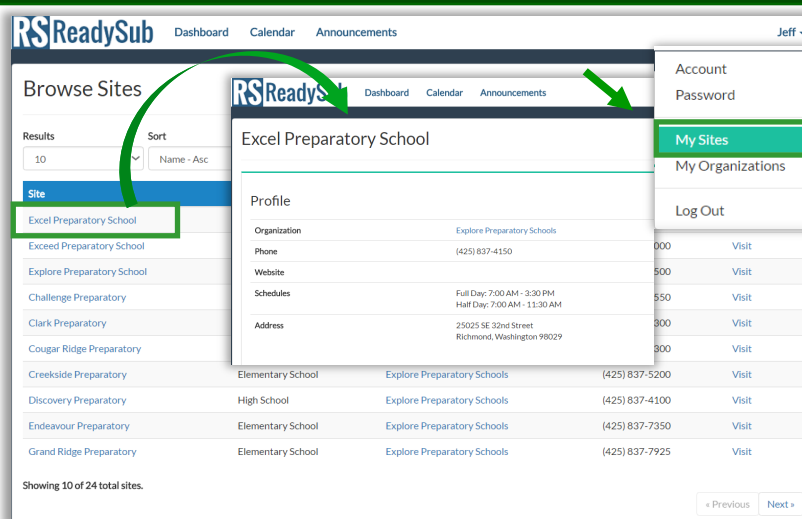 RS ReadySub Dashboard Calendar Announcements Jeff
Browse Sites
Results Sort
10 Name - Asc
Site
Excel Preparatory School
Exceed Preparatory School 000 Visit
Explore Preparatory School 500 Visit
Challenge Preparatory 550 Visit
Clark Preparatory 300 Visit
Cougar Ridge Preparatory 300 Visit
Creekside Preparatory Elementary School Explore Preparatory Schools (425) 837-5200 Visit
Discovery Preparatory High School Explore Preparatory Schools (425) 837-4100 Visit
Endeavour Preparatory Elementary School Explore Preparatory Schools (425) 837-7350 Visit
Grand Ridge Preparatory Elementary School Explore Preparatory Schools (425) 837-7925 Visit
Showing 10 of 24 total sites.
« Previous Next »
RS ReadySub Dashboard Calendar Announcements
Excel Preparatory School
Profile
Organization Explore Preparatory Schools
Phone (425) 837-4150
Website
Schedules Full Day: 7:00 AM - 3:30 PM
Half Day: 7:00 AM - 11:30 AM
Address 25025 SE 32nd Street
Richmond, Washington 98029
Account
Password
My Sites
My Organizations
Log Out